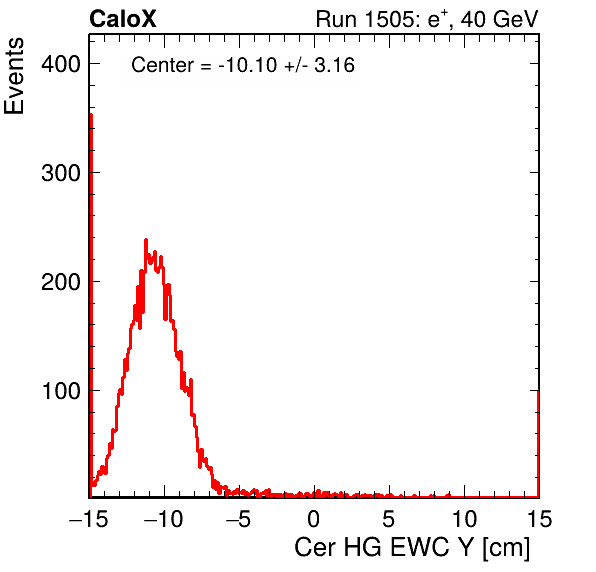 CaloX Run 1505: e⁺, 40 GeV
Events
Center = -10.10 +/- 3.16
400
300
200
100
−15 −10 −5 0 5 10 15
Cer HG EWC Y [cm]